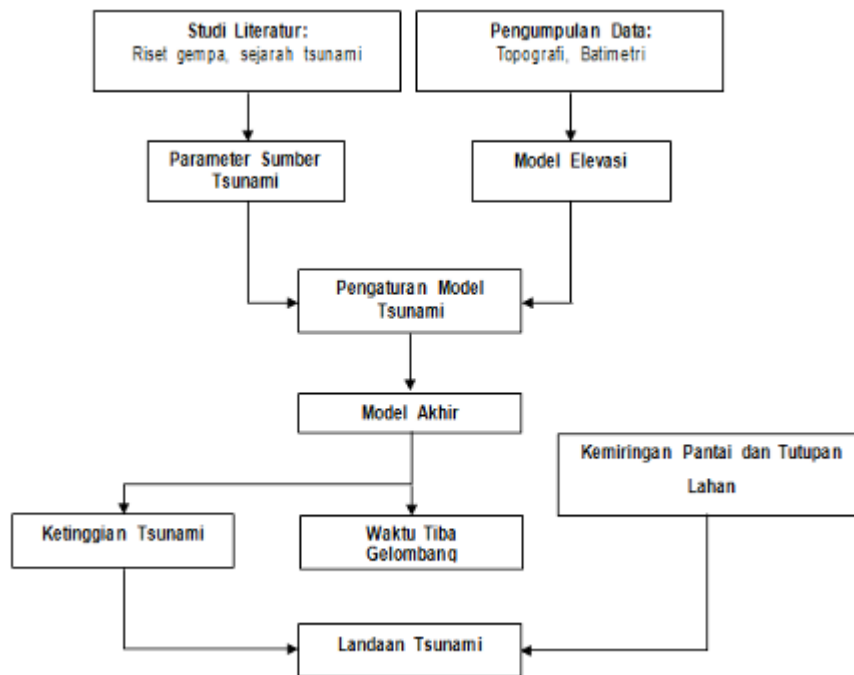 Studi Literatur:
Riset gempa, sejarah tsunami
Pengumpulan Data:
Topografi, Batimetri
Parameter Sumber
Tsunami
Model Elevasi
Pengaturan Model
Tsunami
Model Akhir
Kemiringan Pantai dan Tutupan
Lahan
Ketinggian Tsunami
Waktu Tiba
Gelombang
Landaan Tsunami